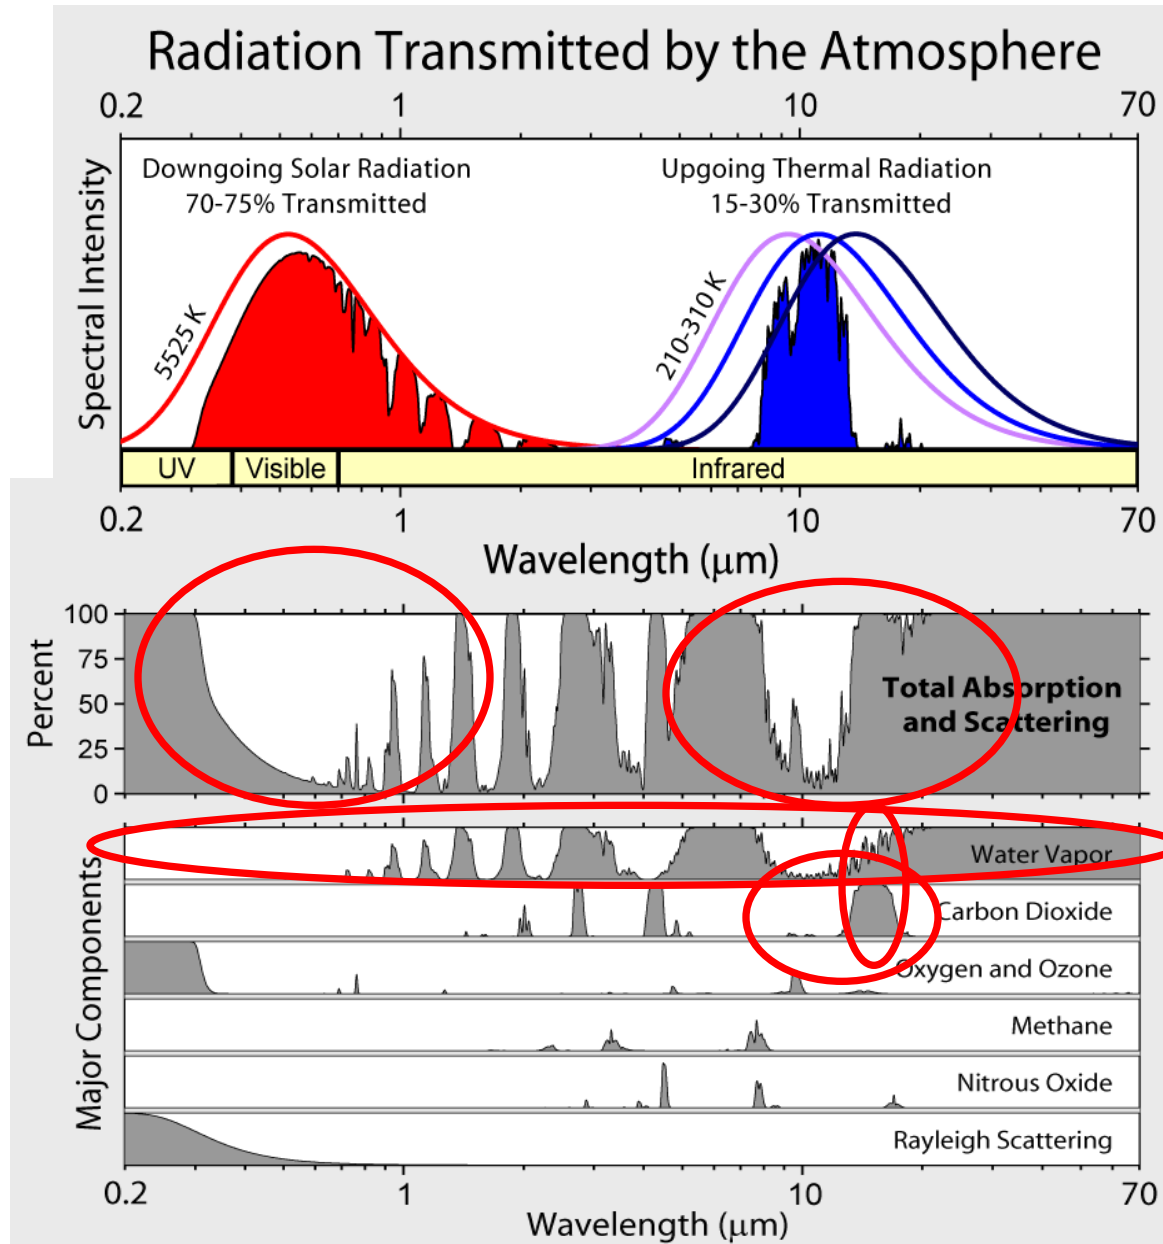 Radiation Transmitted by the Atmosphere
0.2 1 10 70
Spectral Intensity
Downgoing Solar Radiation
70-75% Transmitted
Upgoing Thermal Radiation
15-30% Transmitted
5525 K
210-310 K
UV Visible Infrared
0.2 1 10 70
Wavelength (μm)
Percent
100
75
50
25
0
Total Absorption
and Scattering
Major Components
Water Vapor
Carbon Dioxide
Oxygen and Ozone
Methane
Nitrous Oxide
Rayleigh Scattering
0.2 1 10 70
Wavelength (μm)